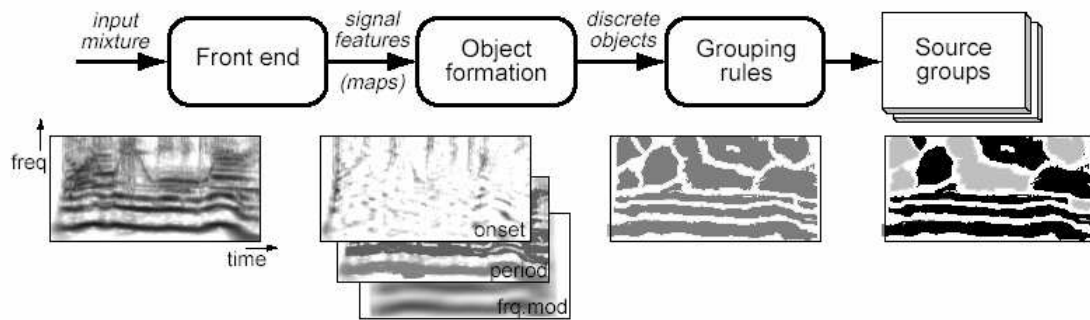 input
mixture
Front end
signal
features
(maps)
Object
formation
discrete
objects
Grouping
rules
Source
groups
freq
time
onset
period
frq.mod